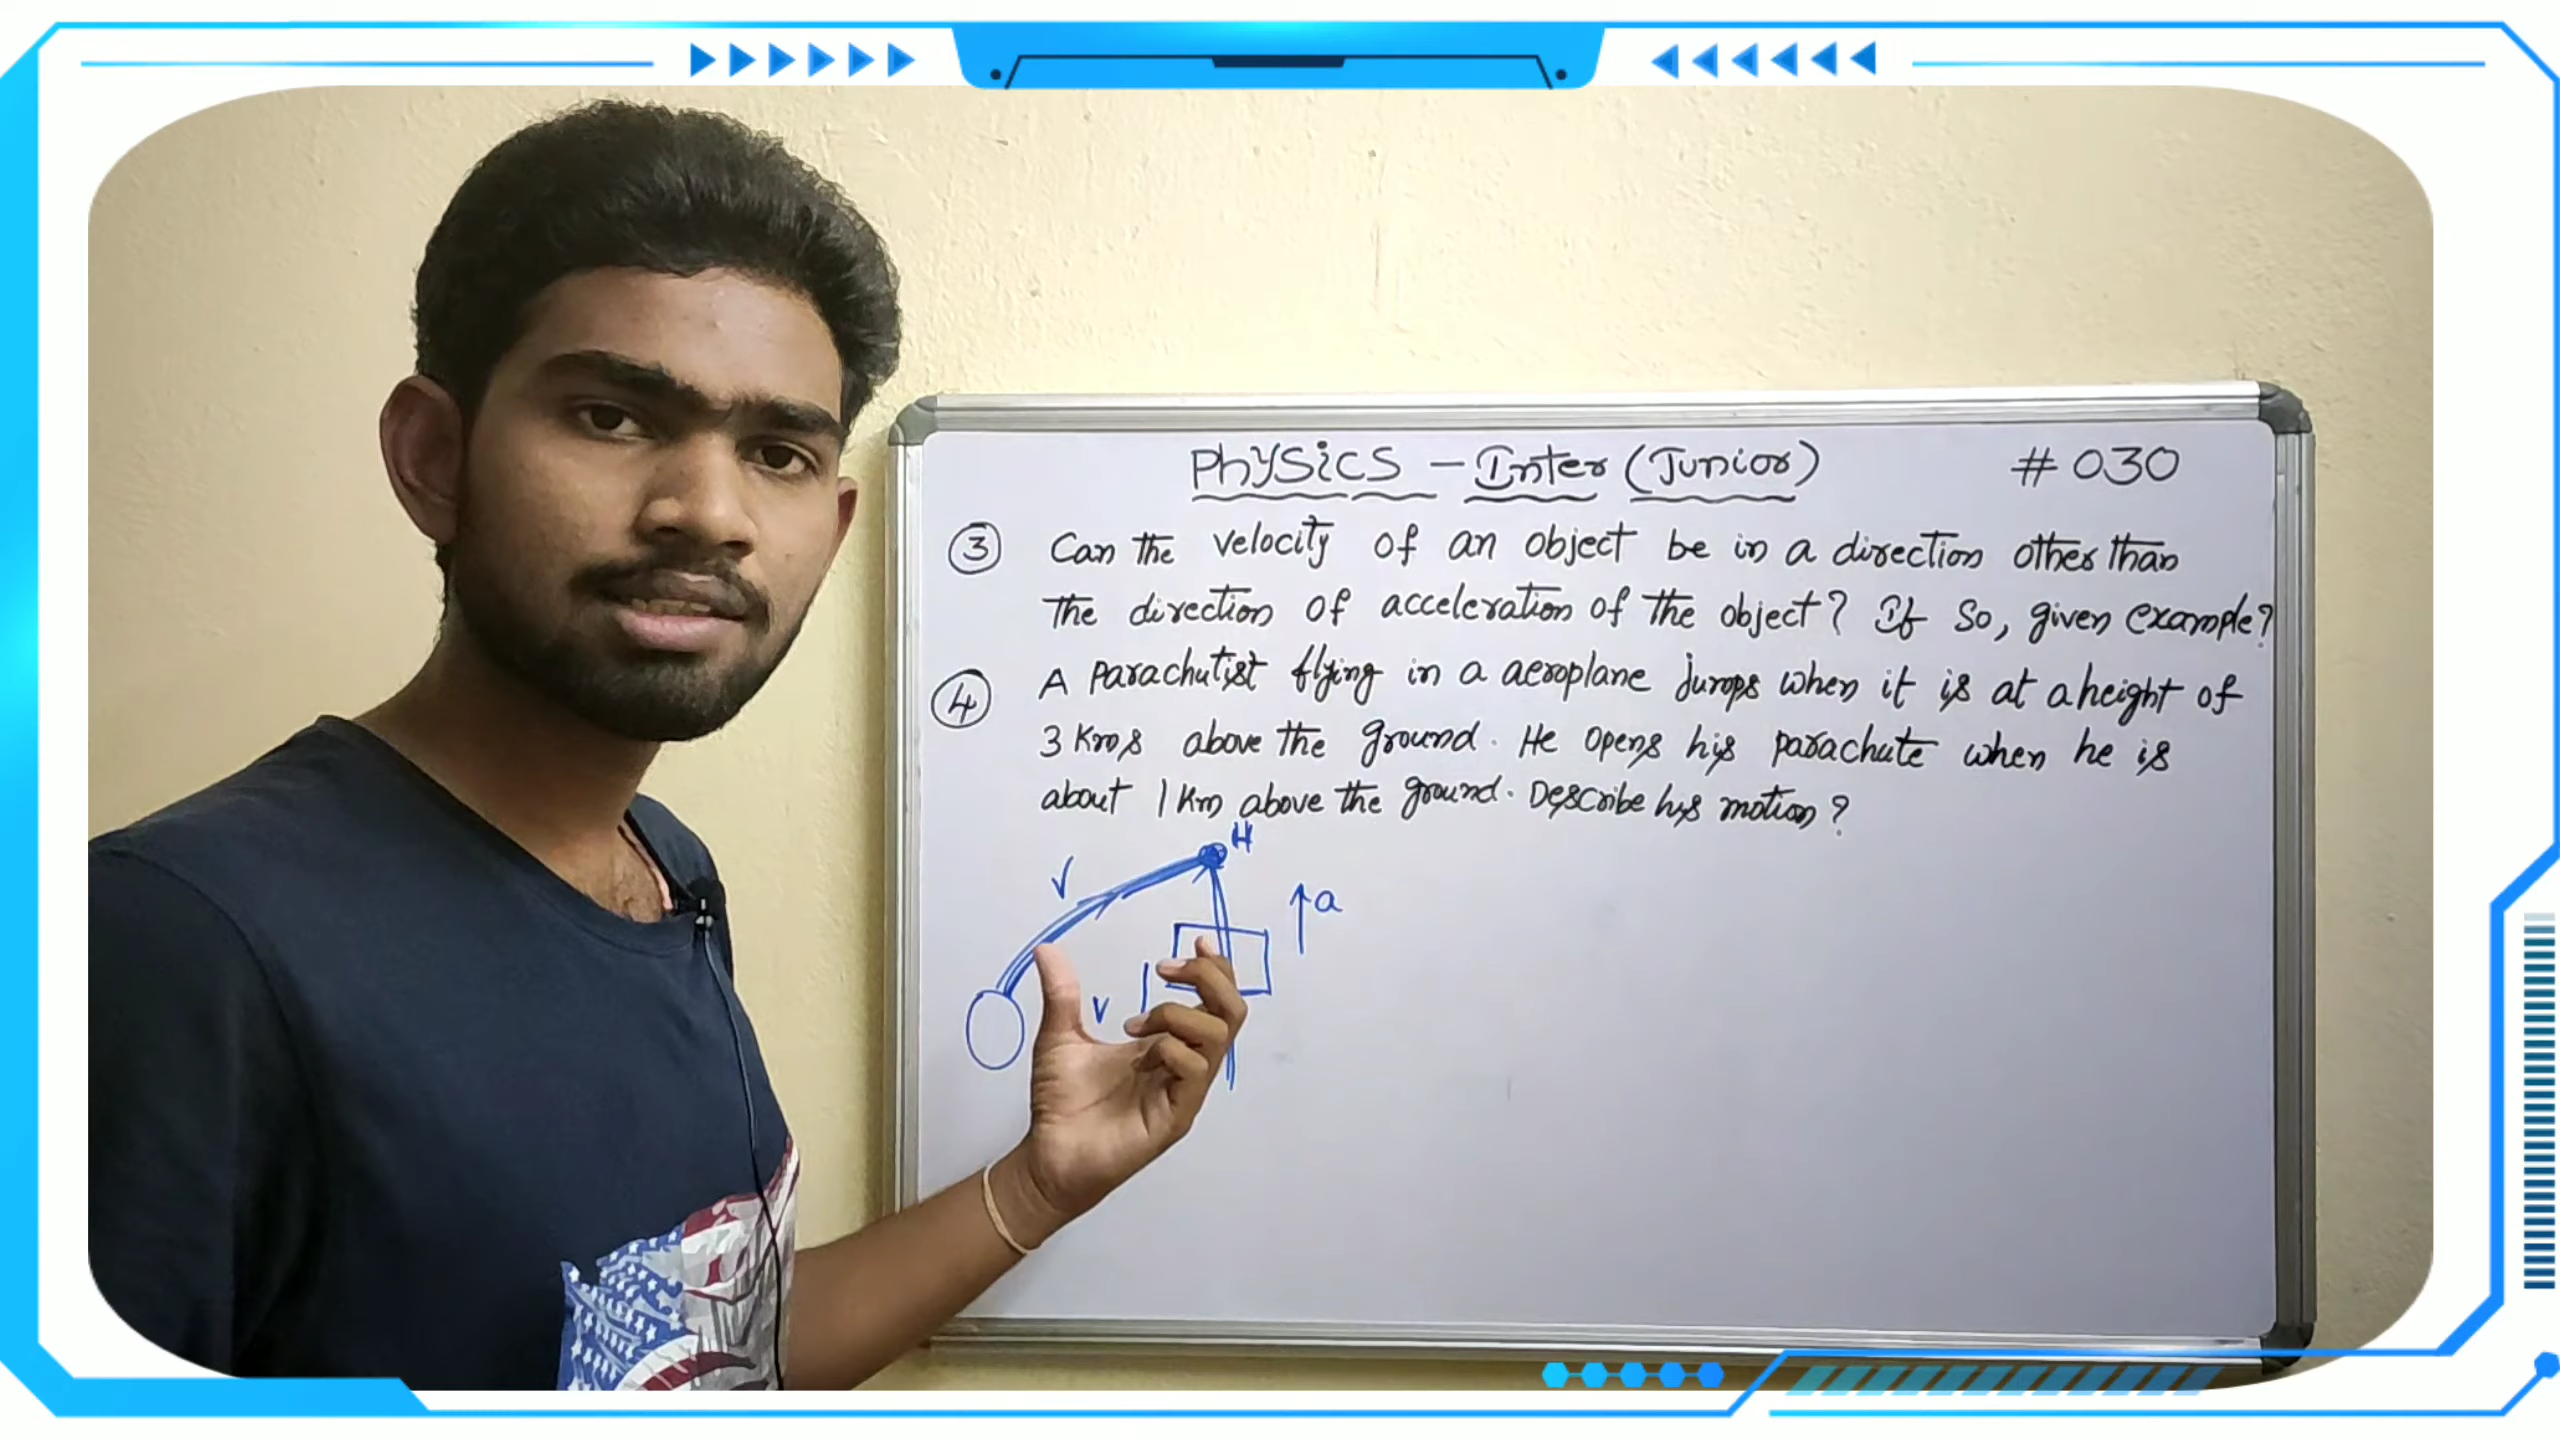 Physics - Inter (Junior) # 030
③ Can the velocity of an object be in a direction other than
the direction of acceleration of the object? If So, given example?
④ A Parachutist flying in a aeroplane jumps when it is at a height of
3 Kms above the ground. He opens his parachute when he is
about 1 Km above the ground. Describe his motion?
H
V
a
V